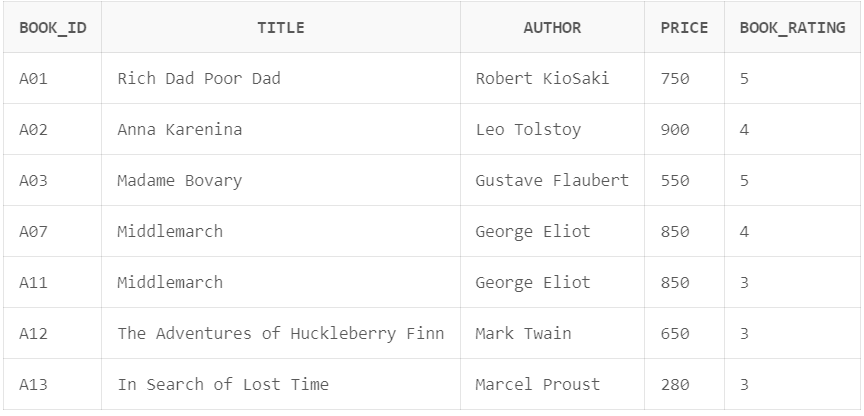 BOOK_ID TITLE AUTHOR PRICE BOOK_RATING
A01 Rich Dad Poor Dad Robert KioSaki 750 5
A02 Anna Karenina Leo Tolstoy 900 4
A03 Madame Bovary Gustave Flaubert 550 5
A07 Middlemarch George Eliot 850 4
A11 Middlemarch George Eliot 850 3
A12 The Adventures of Huckleberry Finn Mark Twain 650 3
A13 In Search of Lost Time Marcel Proust 280 3